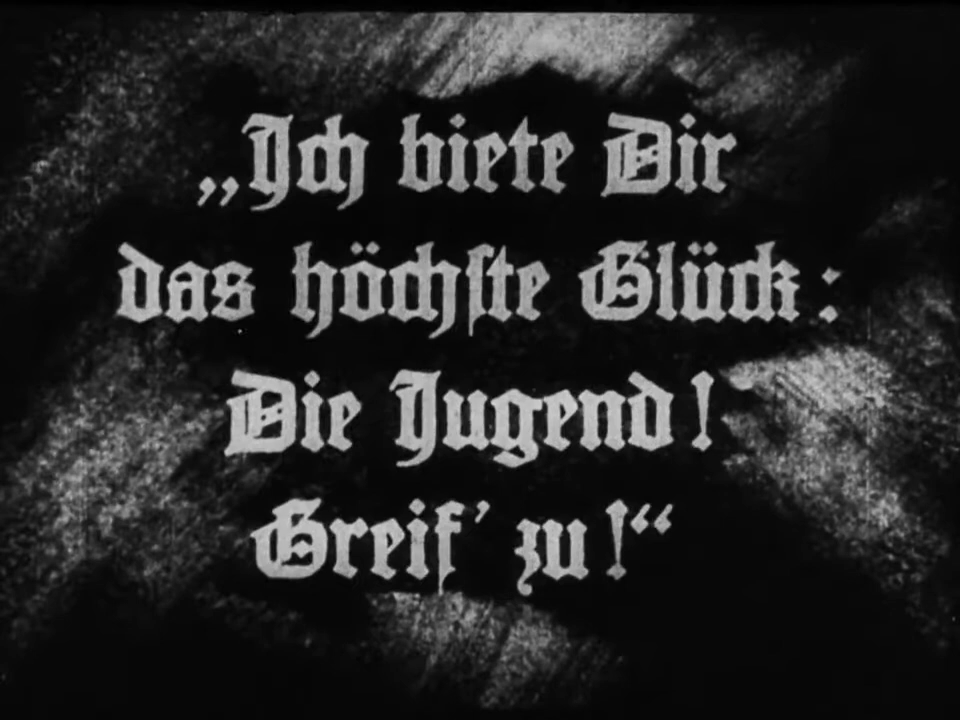 „Ich biete Dir
das höchste Glück:
Die Jugend!
Greif’ zu!“